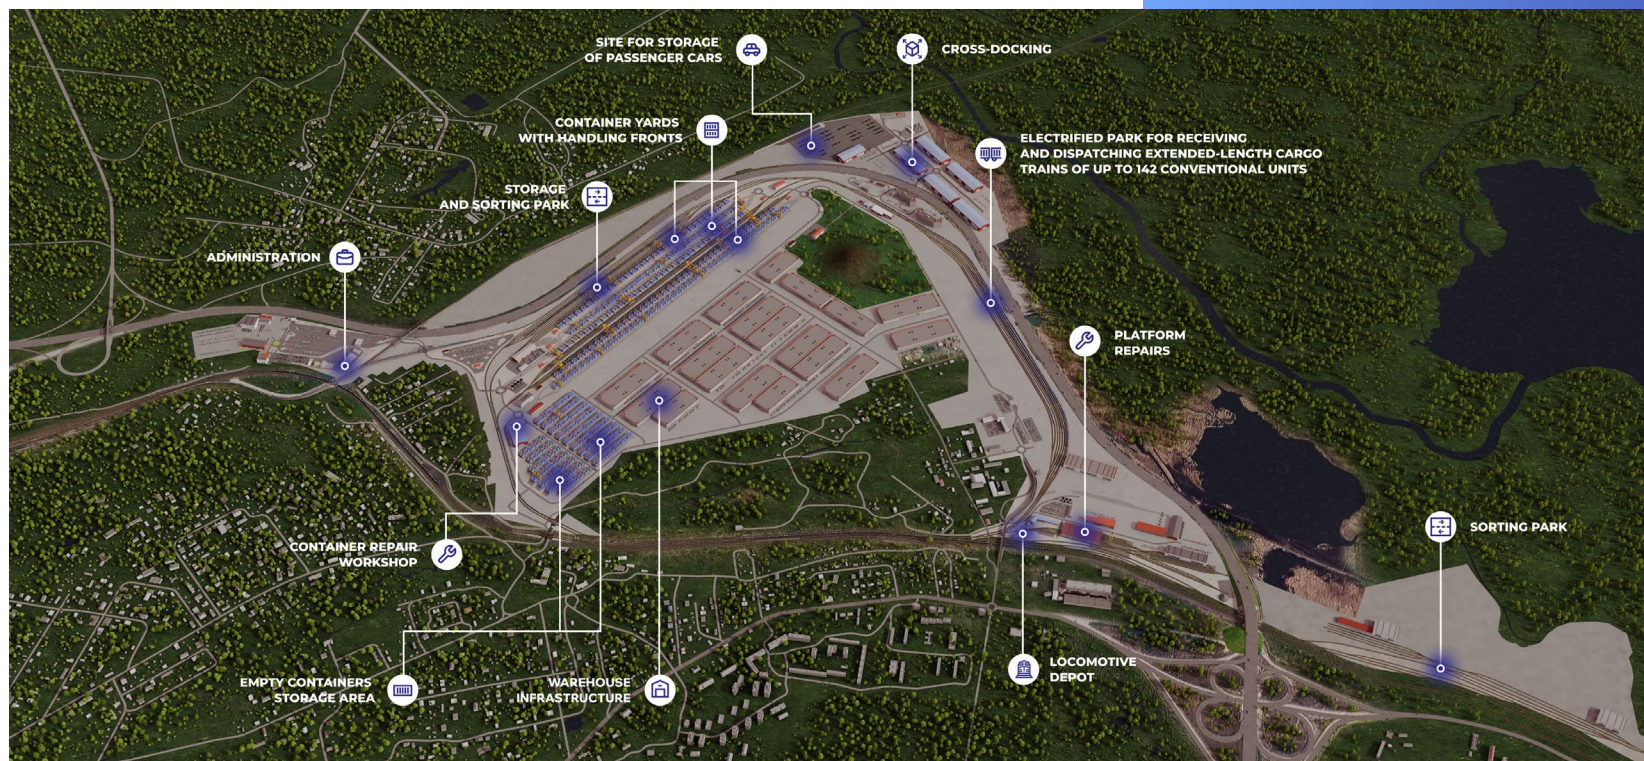 SITE FOR STORAGE
OF PASSENGER CARS
CROSS-DOCKING
CONTAINER YARDS
WITH HANDLING FRONTS
ELECTRIFIED PARK FOR RECEIVING
AND DISPATCHING EXTENDED-LENGTH CARGO
TRAINS OF UP TO 142 CONVENTIONAL UNITS
STORAGE
AND SORTING PARK
ADMINISTRATION
PLATFORM
REPAIRS
CONTAINER REPAIR
WORKSHOP
SORTING PARK
EMPTY CONTAINERS
STORAGE AREA
WAREHOUSE
INFRASTRUCTURE
LOCOMOTIVE
DEPOT